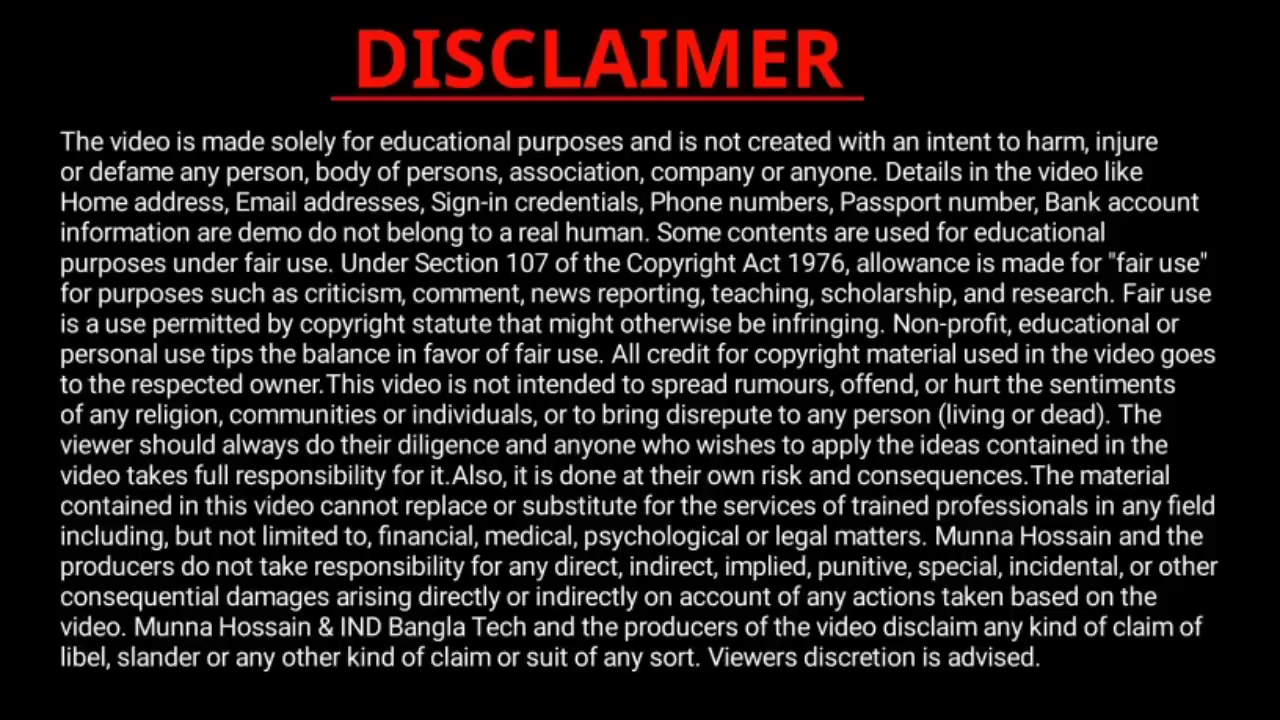 DISCLAIMER
The video is made solely for educational purposes and is not created with an intent to harm, injure
or defame any person, body of persons, association, company or anyone. Details in the video like
Home address, Email addresses, Sign-in credentials, Phone numbers, Passport number, Bank account
information are demo do not belong to a real human. Some contents are used for educational
purposes under fair use. Under Section 107 of the Copyright Act 1976, allowance is made for "fair use"
for purposes such as criticism, comment, news reporting, teaching, scholarship, and research. Fair use
is a use permitted by copyright statute that might otherwise be infringing. Non-profit, educational or
personal use tips the balance in favor of fair use. All credit for copyright material used in the video goes
to the respected owner.This video is not intended to spread rumours, offend, or hurt the sentiments
of any religion, communities or individuals, or to bring disrepute to any person (living or dead). The
viewer should always do their diligence and anyone who wishes to apply the ideas contained in the
video takes full responsibility for it.Also, it is done at their own risk and consequences.The material
contained in this video cannot replace or substitute for the services of trained professionals in any field
including, but not limited to, financial, medical, psychological or legal matters. Munna Hossain and the
producers do not take responsibility for any direct, indirect, implied, punitive, special, incidental, or other
consequential damages arising directly or indirectly on account of any actions taken based on the
video. Munna Hossain & IND Bangla Tech and the producers of the video disclaim any kind of claim of
libel, slander or any other kind of claim or suit of any sort. Viewers discretion is advised.